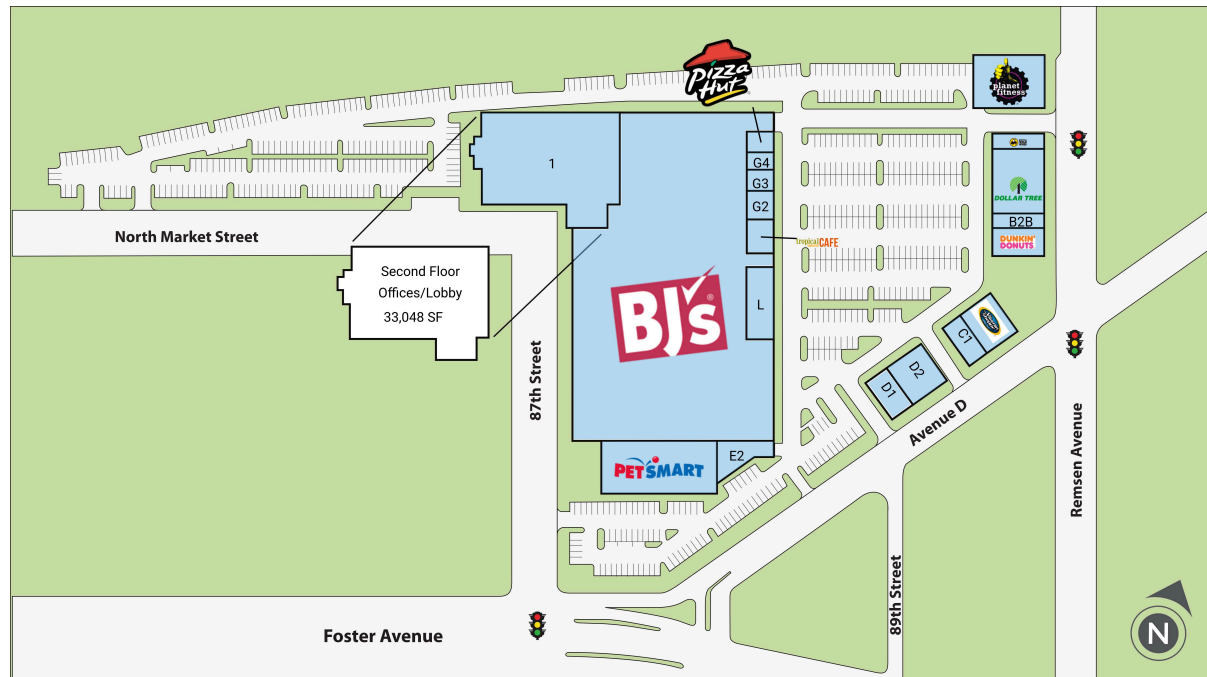 Pizza
Hut
planet
fitness
1
G4
G3
G2
DOLLAR TREE
B2B
DUNKIN'
DONUTS
North Market Street
tropical CAFE
Second Floor
Offices/Lobby
33,048 SF
BJ's
L
C1
D2
D1
87th Street
Avenue D
Remsen Avenue
E2
PETSMART
89th Street
Foster Avenue
N